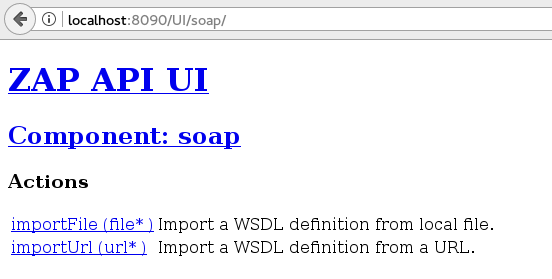 localhost:8090/UI/soap/
ZAP API UI
Component: soap
Actions
importFile (file* ) Import a WSDL definition from local file.
importUrl (url* ) Import a WSDL definition from a URL.